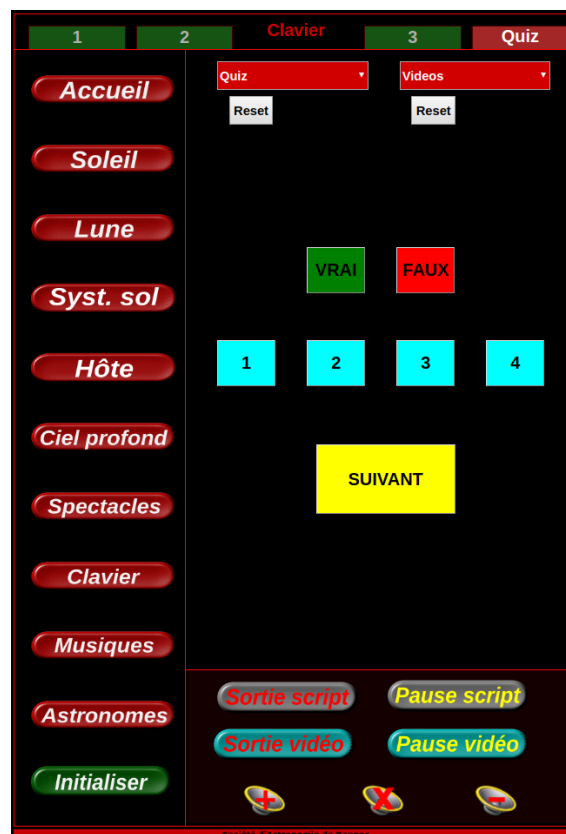 1 2 Clavier 3 Quiz
Accueil
Soleil
Lune
Syst. sol
Hôte
Ciel profond
Spectacles
Clavier
Musiques
Astronomes
Initialiser
Quiz Videos
Reset Reset
VRAI FAUX
1 2 3 4
SUIVANT
Sortie script Pause script
Sortie vidéo Pause vidéo